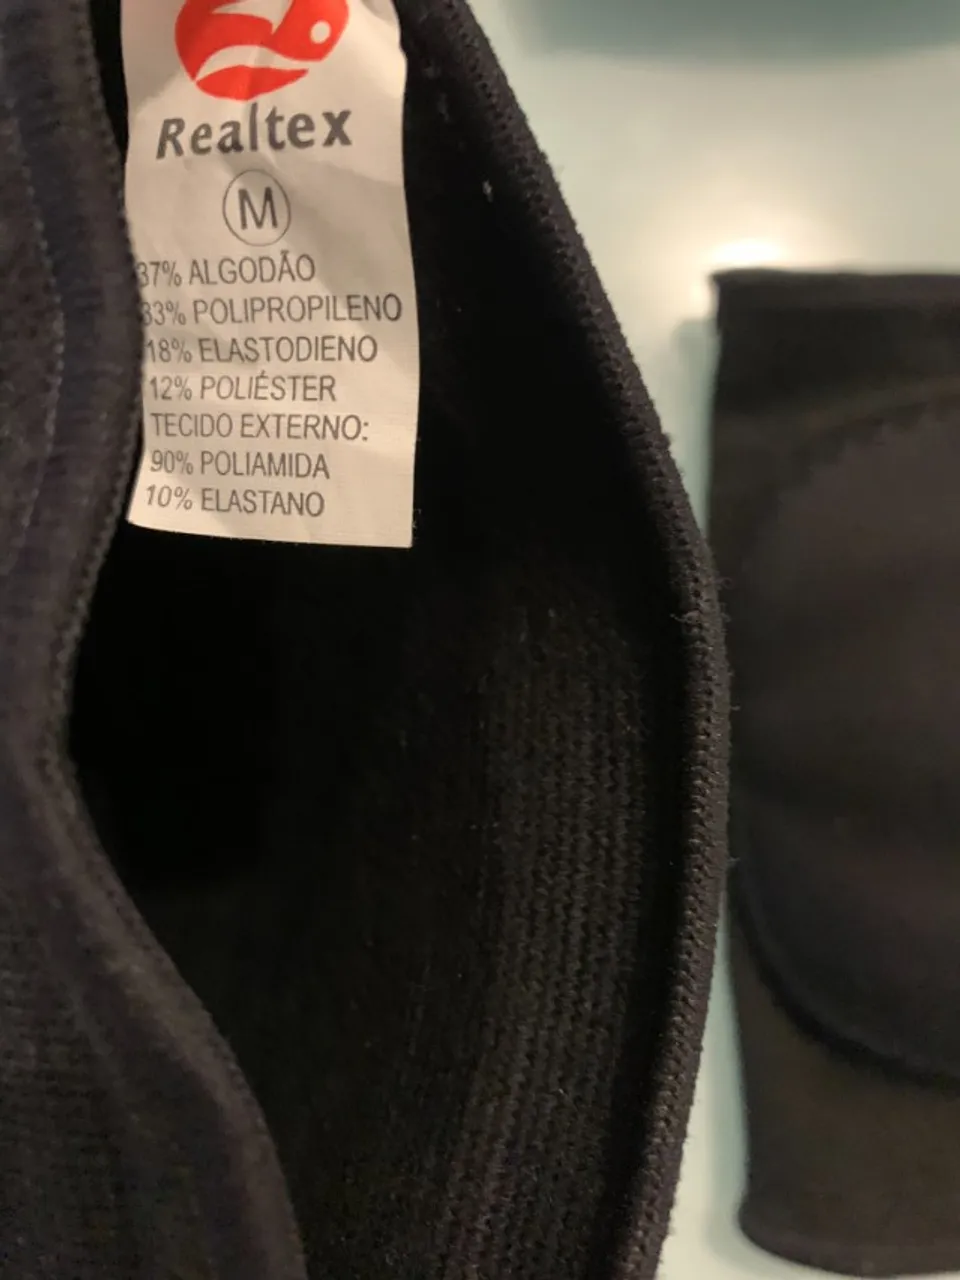 Realtex
M
37% ALGODÃO
33% POLIPROPILENO
18% ELASTODIENO
12% POLIÉSTER
TECIDO EXTERNO:
90% POLIAMIDA
10% ELASTANO